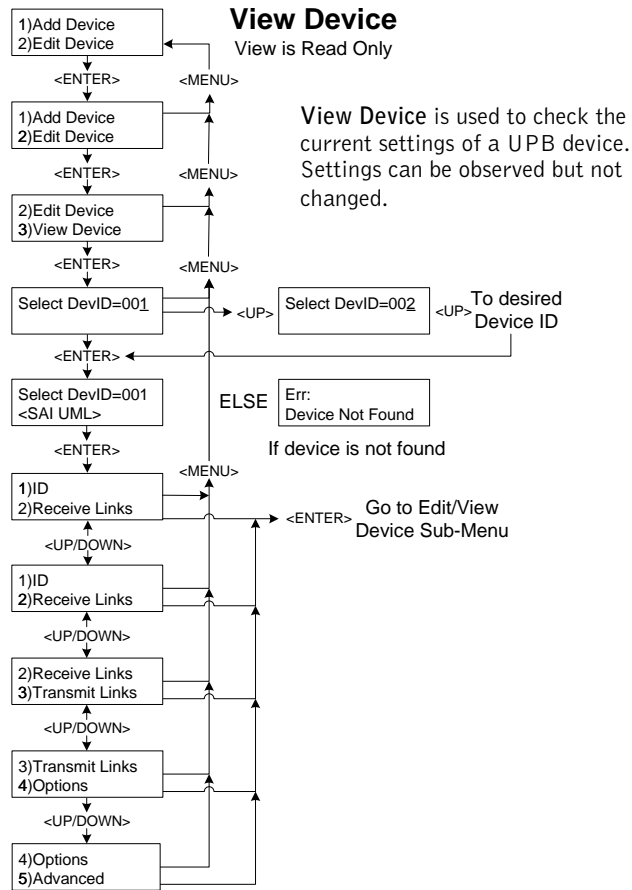 View Device
View is Read Only
1)Add Device
2)Edit Device
<ENTER>
<MENU>
View Device is used to check the
current settings of a UPB device.
Settings can be observed but not
changed.
1)Add Device
2)Edit Device
<ENTER>
<MENU>
2)Edit Device
3)View Device
<ENTER>
<MENU>
Select DevID=001
<UP>
Select DevID=002
<UP>
To desired
Device ID
<ENTER>
Select DevID=001
<SAI UML>
ELSE
Err:
Device Not Found
If device is not found
<ENTER>
<MENU>
1)ID
2)Receive Links
<ENTER>
Go to Edit/View
Device Sub-Menu
<UP/DOWN>
1)ID
2)Receive Links
<UP/DOWN>
2)Receive Links
3)Transmit Links
<UP/DOWN>
3)Transmit Links
4)Options
<UP/DOWN>
4)Options
5)Advanced